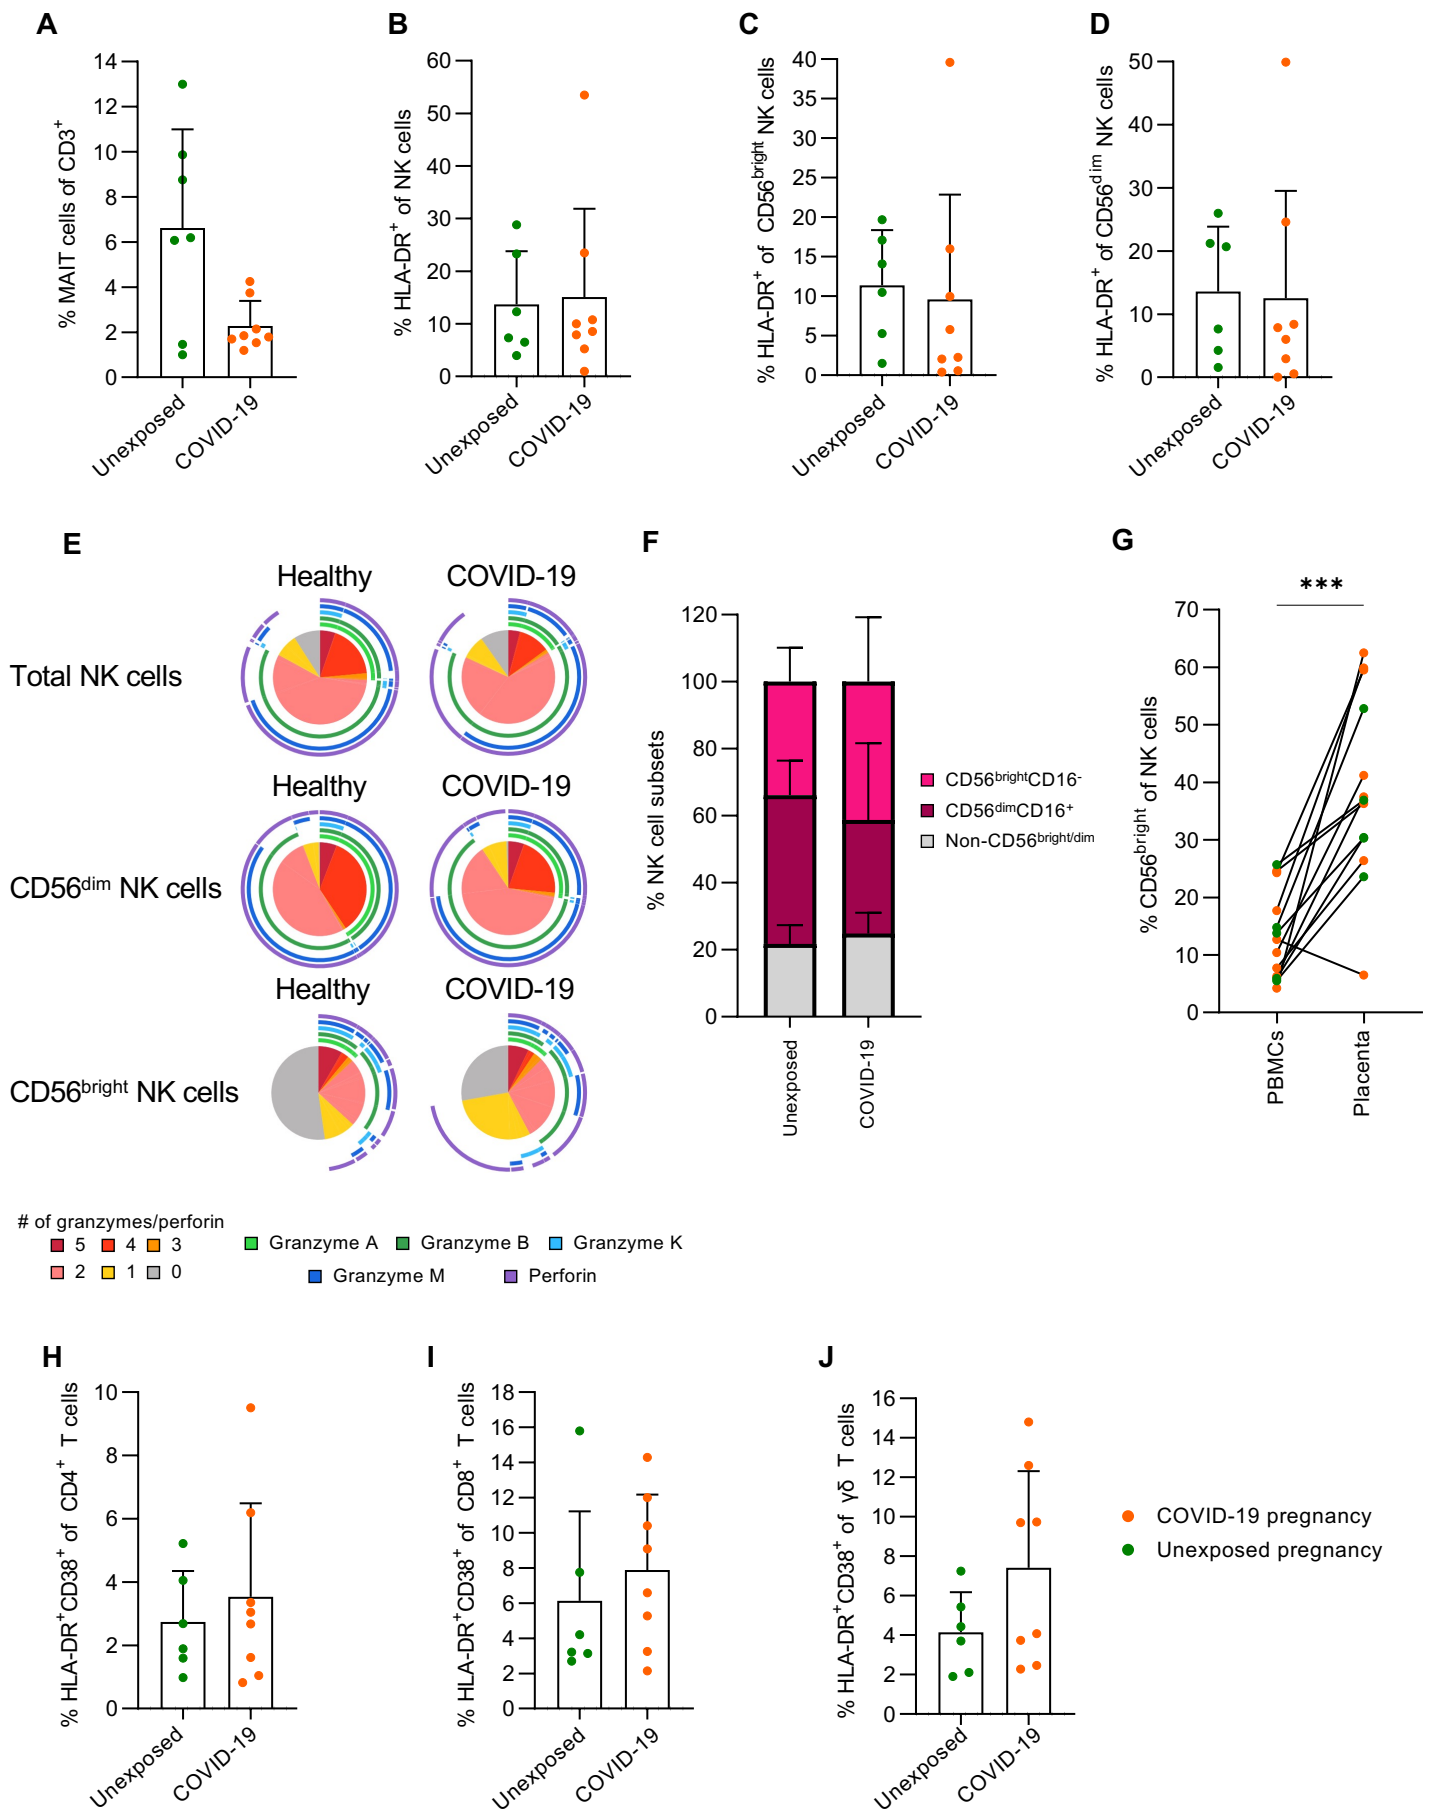 A
B
C
D
% MAIT cells of CD3+
14
12
10
8
6
4
2
0
Unexposed
COVID-19
% HLA-DR+ of NK cells
60
50
40
30
20
10
0
Unexposed
COVID-19
% HLA-DR+ of CD56bright NK cells
40
35
30
25
20
15
10
5
0
Unexposed
COVID-19
% HLA-DR+ of CD56dim NK cells
50
40
30
20
10
0
Unexposed
COVID-19
E
Healthy
COVID-19
Total NK cells
Healthy
COVID-19
CD56dim NK cells
Healthy
COVID-19
CD56bright NK cells
# of granzymes/perforin
5 4 3
2 1 0
Granzyme A Granzyme B Granzyme K
Granzyme M Perforin
F
% NK cell subsets
120
100
80
60
40
20
0
Unexposed
COVID-19
CD56brightCD16-
CD56dimCD16+
Non-CD56bright/dim
G
***
% CD56bright of NK cells
70
60
50
40
30
20
10
0
PBMCs
Placenta
H
% HLA-DR+CD38+ of CD4+ T cells
10
8
6
4
2
0
Unexposed
COVID-19
I
% HLA-DR+CD38+ of CD8+ T cells
18
16
14
12
10
8
6
4
2
0
Unexposed
COVID-19
J
% HLA-DR+CD38+ of γδ T cells
16
14
12
10
8
6
4
2
0
Unexposed
COVID-19
COVID-19 pregnancy
Unexposed pregnancy